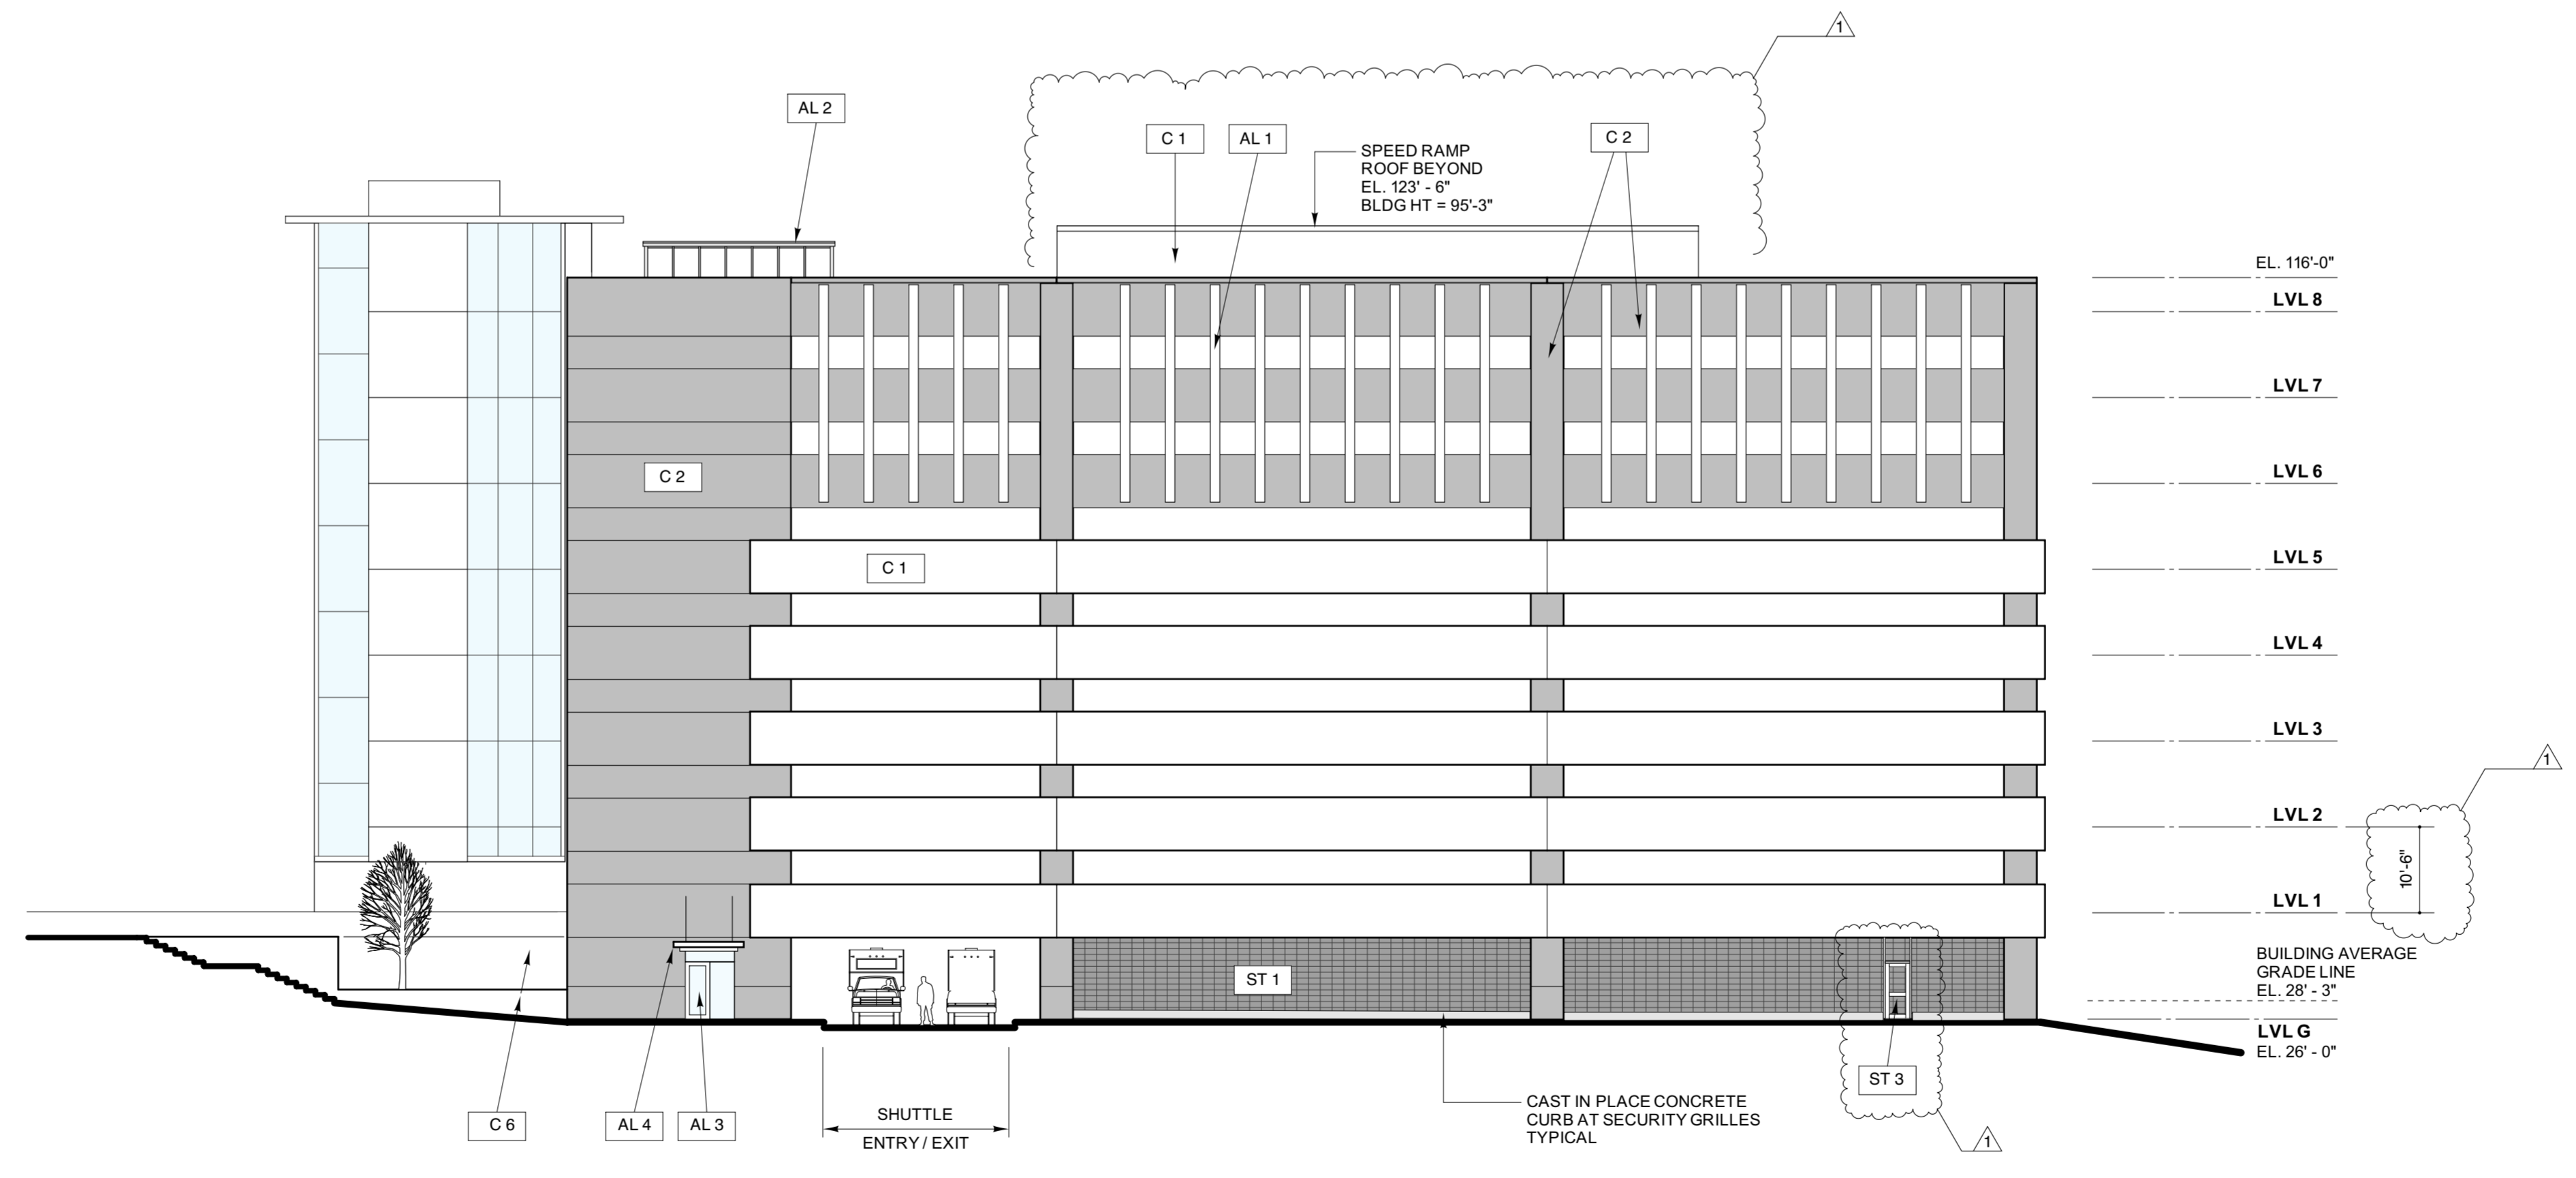 1
AL 2
C 1
AL 1
C 2
SPEED RAMP
ROOF BEYOND
EL. 123' - 6"
BLDG HT = 95'-3"
EL. 116'-0"
LVL 8
LVL 7
LVL 6
C 2
LVL 5
C 1
LVL 4
LVL 3
1
LVL 2
10'-6"
LVL 1
BUILDING AVERAGE
GRADE LINE
EL. 28' - 3"
ST 1
LVL G
EL. 26' - 0"
ST 3
C 6
AL 4
AL 3
SHUTTLE
ENTRY / EXIT
CAST IN PLACE CONCRETE
CURB AT SECURITY GRILLES
TYPICAL
1